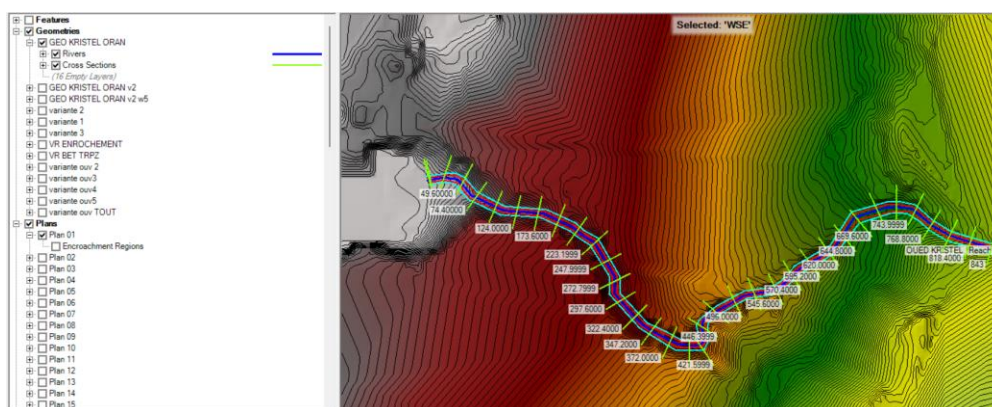 Features
Geometries
GEO KRISTEL ORAN
Rivers
Cross Sections
(16 Empty Layers)
GEO KRISTEL ORAN v2
GEO KRISTEL ORAN v2 w5
variante 2
variante 1
variante 3
VR ENROCHEMENT
VR BET TRPZ
variante ouv 2
variante ouv3
variante ouv4
variante ouv5
variante ouv TOUT
Plans
Plan 01
Encroachment Regions
Plan 02
Plan 03
Plan 04
Plan 05
Plan 06
Plan 07
Plan 08
Plan 09
Plan 10
Plan 11
Plan 12
Plan 13
Plan 14
Plan 15
Selected: 'WSE'
49.60000
74.40000
124.0000
173.6000
223.1999
247.9999
272.7999
297.6000
322.4000
347.2000
372.0000
421.5999
446.3999
496.0000
545.6000
570.4000
595.2000
620.0000
644.8000
669.6000
743.9999
768.8000
OUED KRISTEL Reach
818.4000
843